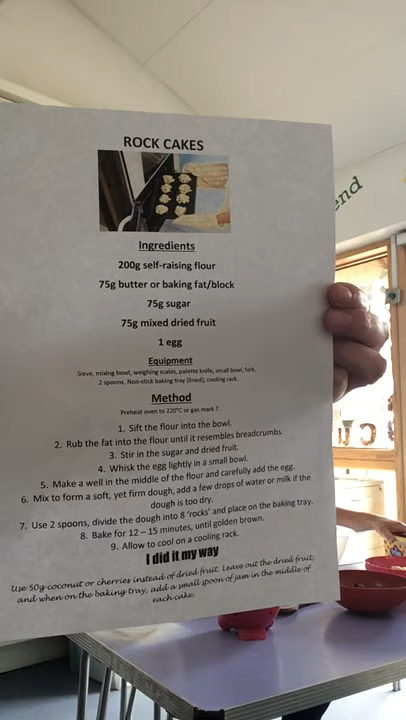 ROCK CAKES
Ingredients
200g self-raising flour
75g butter or baking fat/block
75g sugar
75g mixed dried fruit
1 egg
Equipment
Sieve, mixing bowl, weighing scales, palette knife, small bowl, fork,
2 spoons, Non-stick baking tray (lined), cooling rack.
Method
Preheat oven to 220°C or gas mark 7
1. Sift the flour into the bowl.
2. Rub the fat into the flour until it resembles breadcrumbs.
3. Stir in the sugar and dried fruit.
4. Whisk the egg lightly in a small bowl.
5. Make a well in the middle of the flour and carefully add the egg.
6. Mix to form a soft, yet firm dough, add a few drops of water or milk if the
dough is too dry.
7. Use 2 spoons, divide the dough into 8 'rocks' and place on the baking tray.
8. Bake for 12 – 15 minutes, until golden brown.
9. Allow to cool on a cooling rack.
I did it my way
Use 50g coconut or cherries instead of dried fruit. Leave out the dried fruit,
and when on the baking tray, add a small spoon of jam in the middle of
each cake.
end